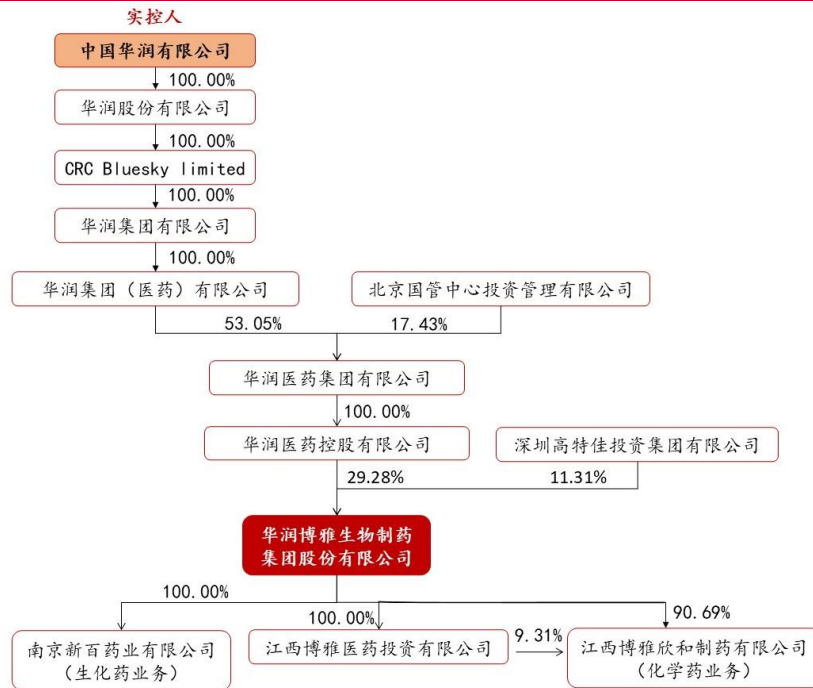 实控人
中国华润有限公司
100.00%
华润股份有限公司
100.00%
CRC Bluesky limited
100.00%
华润集团有限公司
100.00%
华润集团（医药）有限公司
北京国管中心投资管理有限公司
53.05%
17.43%
华润医药集团有限公司
100.00%
华润医药控股有限公司
深圳高特佳投资集团有限公司
29.28%
11.31%
华润博雅生物制药
集团股份有限公司
100.00%
100.00%
90.69%
南京新百药业有限公司
（生化药业务）
江西博雅医药投资有限公司
9.31%
江西博雅欣和制药有限公司
（化学药业务）